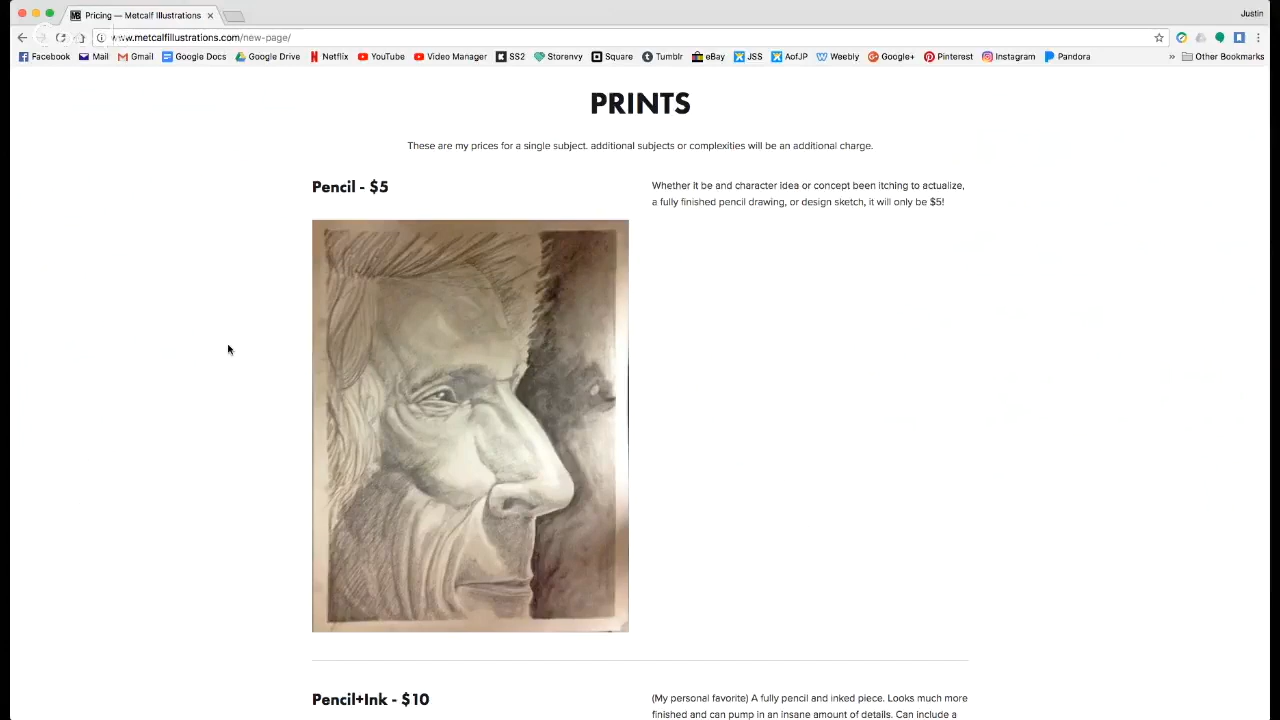 Pricing — Metcalf Illustrations
Justin
www.metcalfillustrations.com/new-page/
Facebook Mail Gmail Google Docs Google Drive Netflix YouTube Video Manager SS2 Storenvy Square Tumblr eBay JSS AofJP Weebly Google+ Pinterest Instagram Pandora » Other Bookmarks
PRINTS
These are my prices for a single subject. additional subjects or complexities will be an additional charge.
Pencil - $5
Whether it be and character idea or concept been itching to actualize,
a fully finished pencil drawing, or design sketch, it will only be $5!
Pencil+Ink - $10
(My personal favorite) A fully pencil and inked piece. Looks much more
finished and can pump in an insane amount of details. Can include a